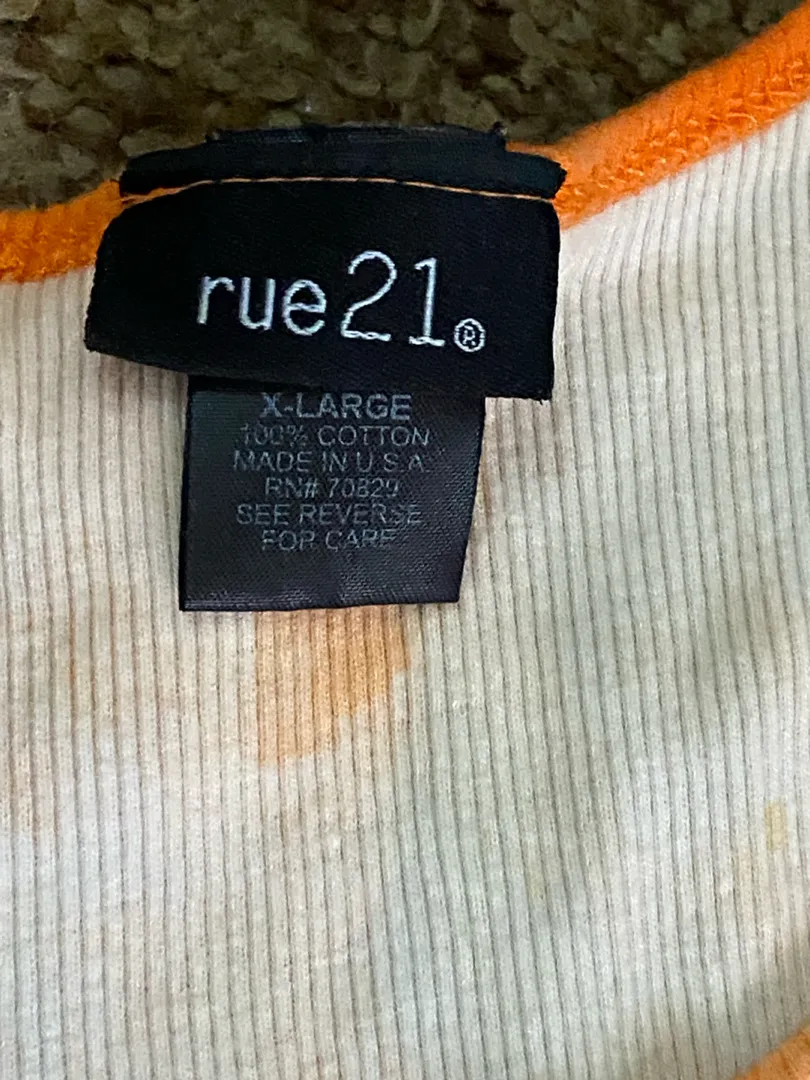 rue21®
X-LARGE
100% COTTON
MADE IN U.S.A.
RN# 70829
SEE REVERSE
FOR CARE